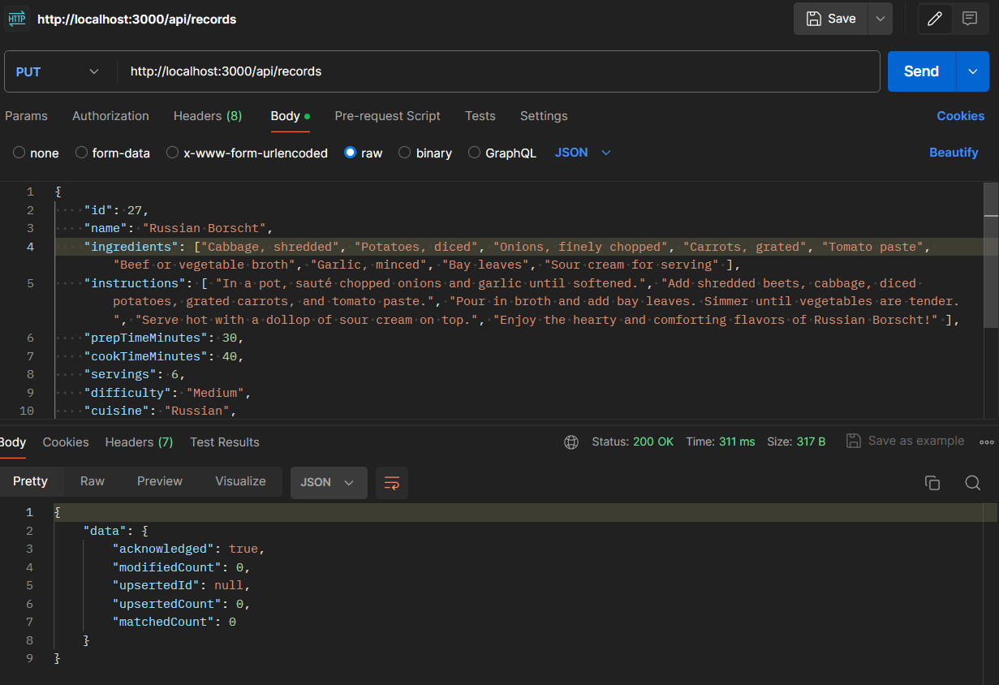 HTTP http://localhost:3000/api/records Save
PUT http://localhost:3000/api/records Send
Params Authorization Headers (8) Body Pre-request Script Tests Settings Cookies
none form-data x-www-form-urlencoded raw binary GraphQL JSON Beautify
1 {
2 "id": 27,
3 "name": "Russian Borscht",
4 "ingredients": ["Cabbage, shredded", "Potatoes, diced", "Onions, finely chopped", "Carrots, grated", "Tomato paste",
"Beef or vegetable broth", "Garlic, minced", "Bay leaves", "Sour cream for serving" ],
5 "instructions": [ "In a pot, sauté chopped onions and garlic until softened.", "Add shredded beets, cabbage, diced
potatoes, grated carrots, and tomato paste.", "Pour in broth and add bay leaves. Simmer until vegetables are tender.
", "Serve hot with a dollop of sour cream on top.", "Enjoy the hearty and comforting flavors of Russian Borscht!" ],
6 "prepTimeMinutes": 30,
7 "cookTimeMinutes": 40,
8 "servings": 6,
9 "difficulty": "Medium",
10 "cuisine": "Russian",
Body Cookies Headers (7) Test Results Status: 200 OK Time: 311 ms Size: 317 B Save as example
Pretty Raw Preview Visualize JSON
1 {
2 "data": {
3 "acknowledged": true,
4 "modifiedCount": 0,
5 "upsertedId": null,
6 "upsertedCount": 0,
7 "matchedCount": 0
8 }
9 }